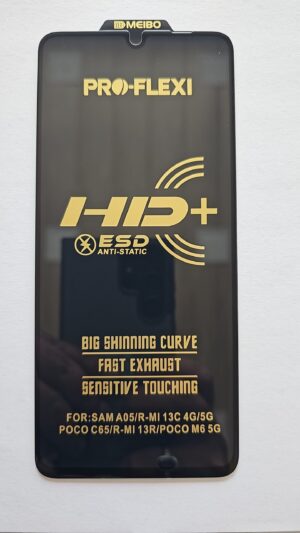 MEIBO
PRO-FLEXI
HD+
ESD
ANTI-STATIC
BIG SHINNING CURVE
FAST EXHAUST
SENSITIVE TOUCHING
FOR:SAM A05/R-MI 13C 4G/5G
POCO C65/R-MI 13R/POCO M6 5G